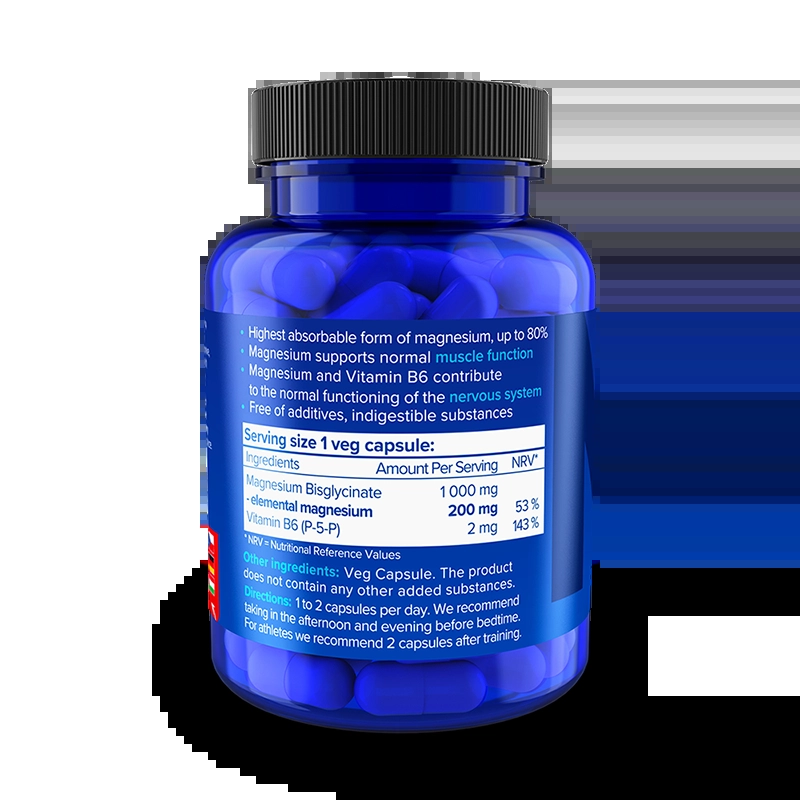 • Highest absorbable form of magnesium, up to 80%
• Magnesium supports normal muscle function
• Magnesium and Vitamin B6 contribute
to the normal functioning of the nervous system
• Free of additives, indigestible substances
Serving size 1 veg capsule:
Ingredients Amount Per Serving NRV*
Magnesium Bisglycinate 1 000 mg
- elemental magnesium 200 mg 53 %
Vitamin B6 (P-5-P) 2 mg 143 %
* NRV = Nutritional Reference Values
Other ingredients: Veg Capsule. The product
does not contain any other added substances.
Directions: 1 to 2 capsules per day. We recommend
taking in the afternoon and evening before bedtime.
For athletes we recommend 2 capsules after training.